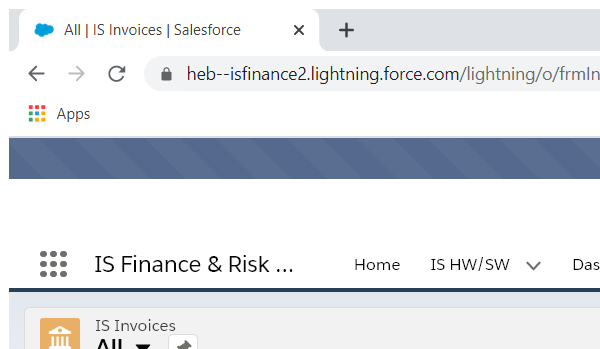 All | IS Invoices | Salesforce
heb--isfinance2.lightning.force.com/lightning/o/frmIn
Apps
IS Finance & Risk ... Home IS HW/SW Das
IS Invoices
All